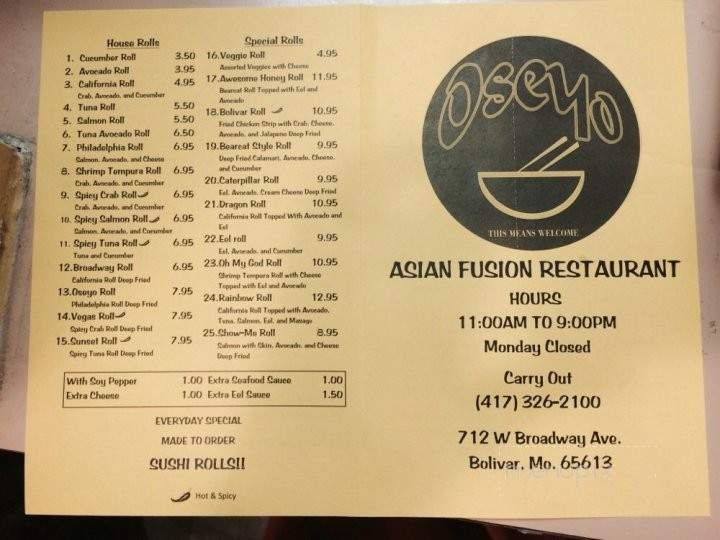 House Rolls
1. Cucumber Roll 3.50
2. Avocado Roll 3.95
3. California Roll 4.95
Crab, Avocado, and Cucumber
4. Tuna Roll 5.50
5. Salmon Roll 5.50
6. Tuna Avocado Roll 6.50
7. Philadelphia Roll 6.95
Salmon, Avocado, and Cheese
8. Shrimp Tempura Roll 6.95
Crab, Avocado, and Cucumber
9. Spicy Crab Roll 6.95
Crab, Avocado, and Cucumber
10. Spicy Salmon Roll 6.95
Salmon, Avocado, and Cucumber
11. Spicy Tuna Roll 6.95
Tuna and Cucumber
12. Broadway Roll 6.95
California Roll Deep Fried
13. Oseyo Roll 7.95
Philadelphia Roll Deep Fried
14. Vegas Roll 7.95
Spicy Crab Roll Deep Fried
15. Sunset Roll 7.95
Spicy Tuna Roll Deep Fried
Special Rolls
16. Veggie Roll 4.95
Assorted Veggies with Cheese
17. Awesome Honey Roll 11.95
Bearcat Roll Topped with Eel and
Avocado
18. Bolivar Roll 10.95
Fried Chicken Strip with Crab, Cheese,
Avocado, and Jalapeno Deep Fried
19. Bearcat Style Roll 9.95
Deep Fried Calamari, Avocado, Cheese,
and Cucumber
20. Caterpillar Roll 9.95
Eel, Avocado, Cream Cheese Deep Fried
21. Dragon Roll 10.95
California Roll Topped With Avocado and
Eel
22. Eel roll 9.95
Eel, Avocado, and Cucumber
23. Oh My God Roll 10.95
Shrimp Tempura Roll with Cheese
Topped with Eel and Avocado
24. Rainbow Roll 12.95
California Roll Topped with Avocado,
Tuna, Salmon, Eel, and Masago
25. Show-Me Roll 8.95
Salmon with Skin, Avocado, and Cheese
Deep Fried
With Soy Pepper 1.00 Extra Seafood Sauce 1.00
Extra Cheese 1.00 Extra Eel Sauce 1.50
EVERYDAY SPECIAL
MADE TO ORDER
SUSHI ROLLS!!
Hot & Spicy
Oseyo
THIS MEANS WELCOME
ASIAN FUSION RESTAURANT
HOURS
11:00AM TO 9:00PM
Monday Closed
Carry Out
(417) 326-2100
712 W Broadway Ave.
Bolivar, Mo. 65613